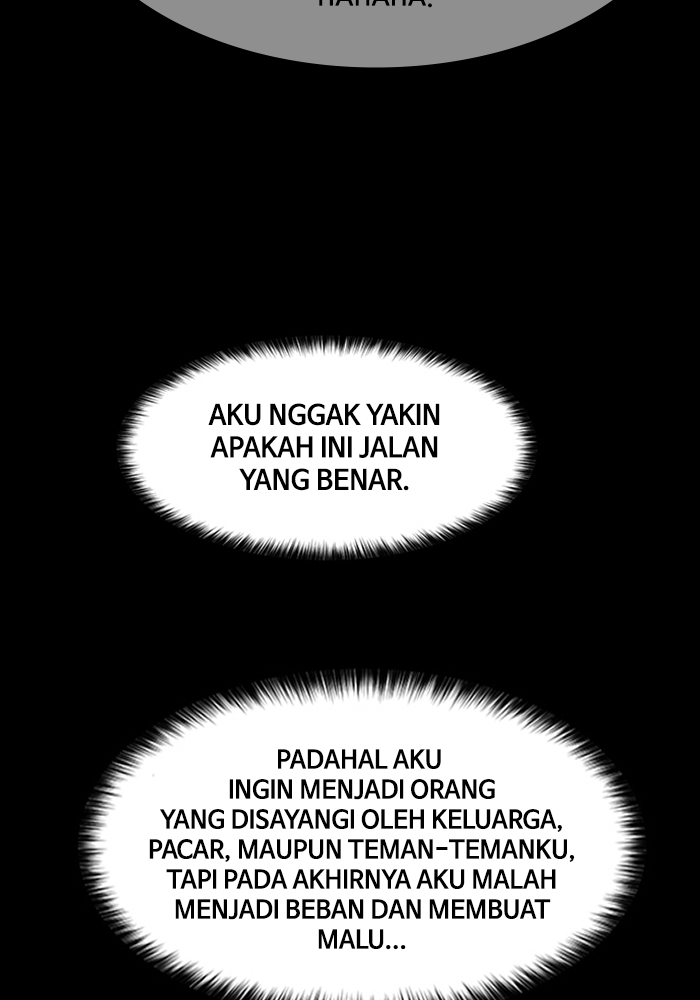 HAHAHA.
AKU NGGAK YAKIN
APAKAH INI JALAN
YANG BENAR.
PADAHAL AKU
INGIN MENJADI ORANG
YANG DISAYANGI OLEH KELUARGA,
PACAR, MAUPUN TEMAN-TEMANKU,
TAPI PADA AKHIRNYA AKU MALAH
MENJADI BEBAN DAN MEMBUAT
MALU...